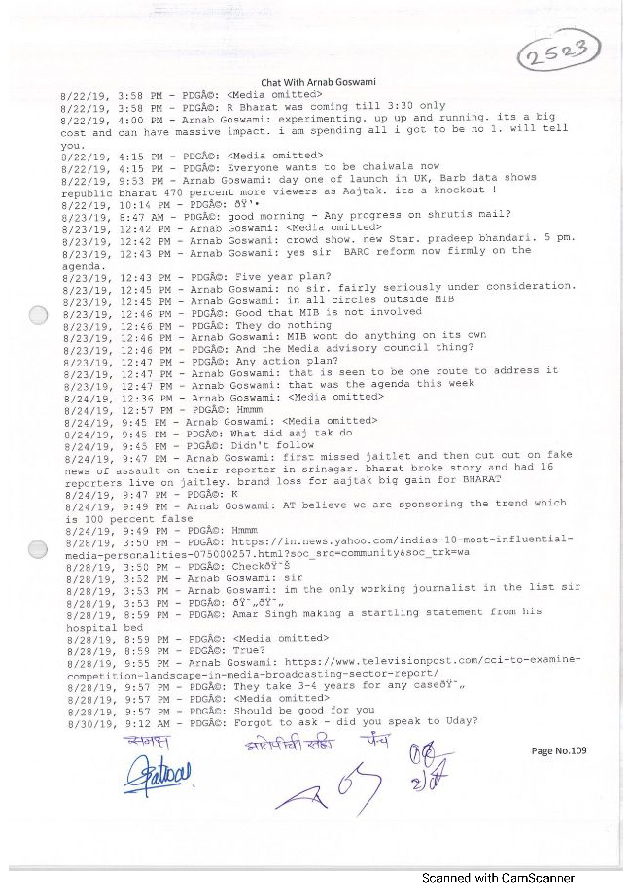 2523
Chat With Arnab Goswami
8/22/19, 3:58 PM - PDGÂ©: <Media omitted>
8/22/19, 3:58 PM - PDGÂ©: R Bharat was coming till 3:30 only
8/22/19, 4:00 PM - Arnab Goswami: experimenting. up up and running. its a big
cost and can have massive impact. i am spending all i got to be no 1. will tell
you.
8/22/19, 4:15 PM - PDGÂ©: <Media omitted>
8/22/19, 4:15 PM - PDGÂ©: Everyone wants to be chaiwala now
8/22/19, 9:53 PM - Arnab Goswami: day one of launch in UK, Barb data shows
republic bharat 470 percent more viewers as Aajtak. its a knockout !
8/22/19, 10:14 PM - PDGÂ©: ðŸ'•
8/23/19, 8:47 AM - PDGÂ©: good morning - Any progress on shrutis mail?
8/23/19, 12:42 PM - Arnab Goswami: <Media omitted>
8/23/19, 12:42 PM - Arnab Goswami: crowd show. new Star. pradeep bhandari. 5 pm.
8/23/19, 12:43 PM - Arnab Goswami: yes sir BARC reform now firmly on the
agenda.
8/23/19, 12:43 PM - PDGÂ©: Five year plan?
8/23/19, 12:45 PM - Arnab Goswami: no sir. fairly seriously under consideration.
8/23/19, 12:45 PM - Arnab Goswami: in all circles outside MIB
8/23/19, 12:46 PM - PDGÂ©: Good that MIB is not involved
8/23/19, 12:46 PM - PDGÂ©: They do nothing
8/23/19, 12:46 PM - Arnab Goswami: MIB wont do anything on its own
8/23/19, 12:46 PM - PDGÂ©: And the Media advisory council thing?
8/23/19, 12:47 PM - PDGÂ©: Any action plan?
8/23/19, 12:47 PM - Arnab Goswami: that is seen to be one route to address it
8/23/19, 12:47 PM - Arnab Goswami: that was the agenda this week
8/24/19, 12:36 PM - Arnab Goswami: <Media omitted>
8/24/19, 12:57 PM - PDGÂ©: Hmmm
8/24/19, 9:45 PM - Arnab Goswami: <Media omitted>
8/24/19, 9:45 PM - PDGÂ©: What did aaj tak do
8/24/19, 9:45 PM - PDGÂ©: Didn't follow
8/24/19, 9:47 PM - Arnab Goswami: first missed jaitlet and then cut cut on fake
news of assault on their reporter in srinagar. bharat broke story and had 16
reporters live on jaitley. brand loss for aajtak big gain for BHARAT
8/24/19, 9:47 PM - PDGÂ©: K
8/24/19, 9:49 PM - Arnab Goswami: AT believe we are sponsoring the trend which
is 100 percent false
8/24/19, 9:49 PM - PDGÂ©: Hmmm
8/28/19, 3:50 PM - PDGÂ©: https://in.news.yahoo.com/indias-10-most-influential-
media-personalities-075000257.html?soc_src=community&soc_trk=wa
8/28/19, 3:50 PM - PDGÂ©: CheckðŸ˜Š
8/28/19, 3:52 PM - Arnab Goswami: sir
8/28/19, 3:53 PM - Arnab Goswami: im the only working journalist in the list sir
8/28/19, 3:53 PM - PDGÂ©: ðŸ˜„ðŸ˜„
8/28/19, 8:59 PM - PDGÂ©: Amar Singh making a startling statement from his
hospital bed
8/28/19, 8:59 PM - PDGÂ©: <Media omitted>
8/28/19, 8:59 PM - PDGÂ©: True?
8/28/19, 9:55 PM - Arnab Goswami: https://www.televisionpost.com/cci-to-examine-
competition-landscape-in-media-broadcasting-sector-report/
8/28/19, 9:57 PM - PDGÂ©: They take 3-4 years for any caseðŸ˜„
8/28/19, 9:57 PM - PDGÂ©: <Media omitted>
8/28/19, 9:57 PM - PDGÂ©: Should be good for you
8/30/19, 9:12 AM - PDGÂ©: Forgot to ask - did you speak to Uday?
समक्ष आरोपीची सही पंच
Page No.109
Scanned with CamScanner